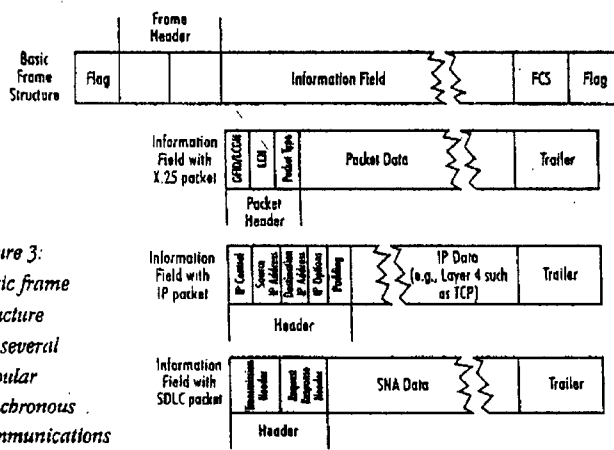 Frame
Header
Basic
Frame
Structure
Flag
Information Field
FCS
Flag
Information
Field with
X.25 packet
GFID/LCGN
LCN
Packet Type
Packet Data
Trailer
Packet
Header
Information
Field with
IP packet
IP Control
Source
IP Address
Destination
IP Address
IP Options
Padding
IP Data
(e.g., Layer 4 such
as TCP)
Trailer
Header
ure 3:
ic frame
ucture
several
ular
chronous
mmunications
Information
Field with
SDLC packet
Transmission
Header
Request
Response
Header
SNA Data
Trailer
Header